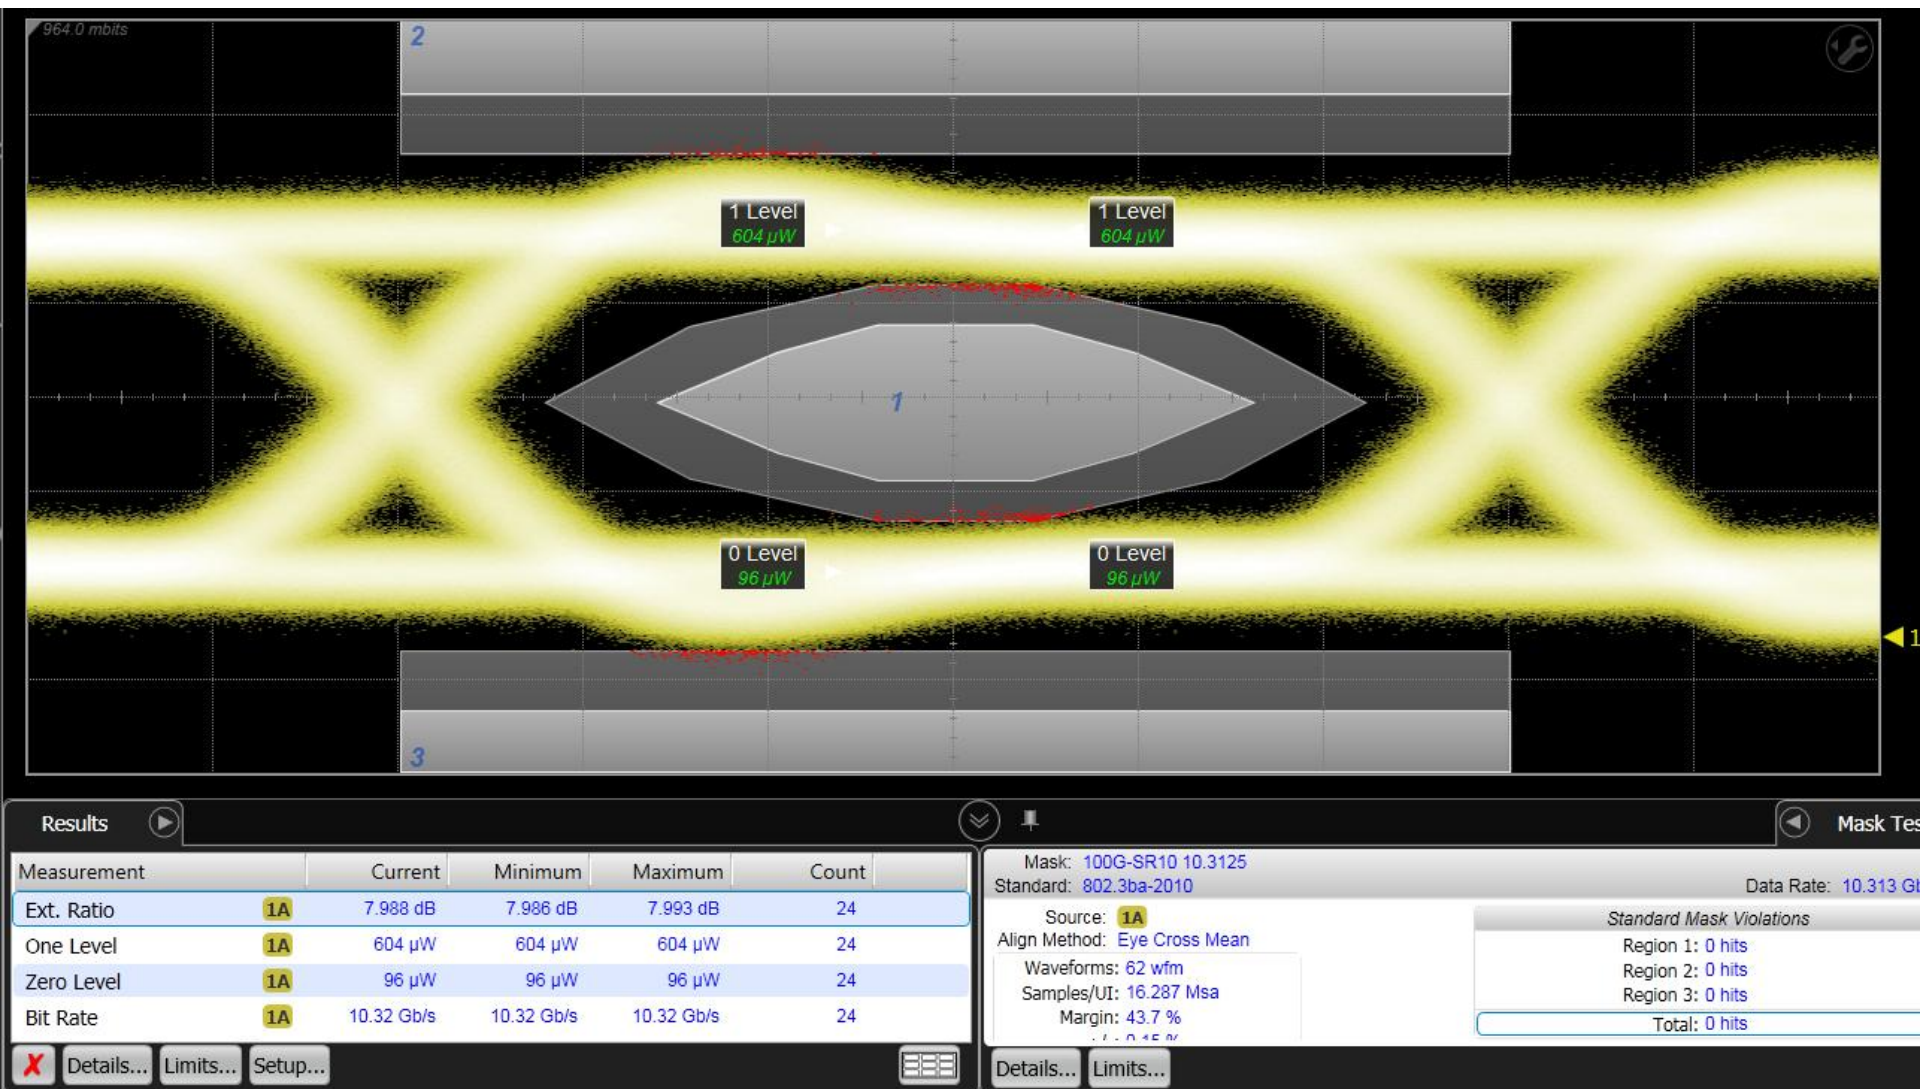 964.0 mbits
2
1 Level
604 µW
1 Level
604 µW
1
0 Level
96 µW
0 Level
96 µW
1
3
Results
Mask Tes
Measurement Current Minimum Maximum Count
Ext. Ratio 1A 7.988 dB 7.986 dB 7.993 dB 24
One Level 1A 604 µW 604 µW 604 µW 24
Zero Level 1A 96 µW 96 µW 96 µW 24
Bit Rate 1A 10.32 Gb/s 10.32 Gb/s 10.32 Gb/s 24
Details... Limits... Setup...
Mask: 100G-SR10 10.3125
Standard: 802.3ba-2010
Data Rate: 10.313 Gb
Source: 1A
Align Method: Eye Cross Mean
Waveforms: 62 wfm
Samples/UI: 16.287 Msa
Margin: 43.7 %
Standard Mask Violations
Region 1: 0 hits
Region 2: 0 hits
Region 3: 0 hits
Total: 0 hits
Details... Limits...